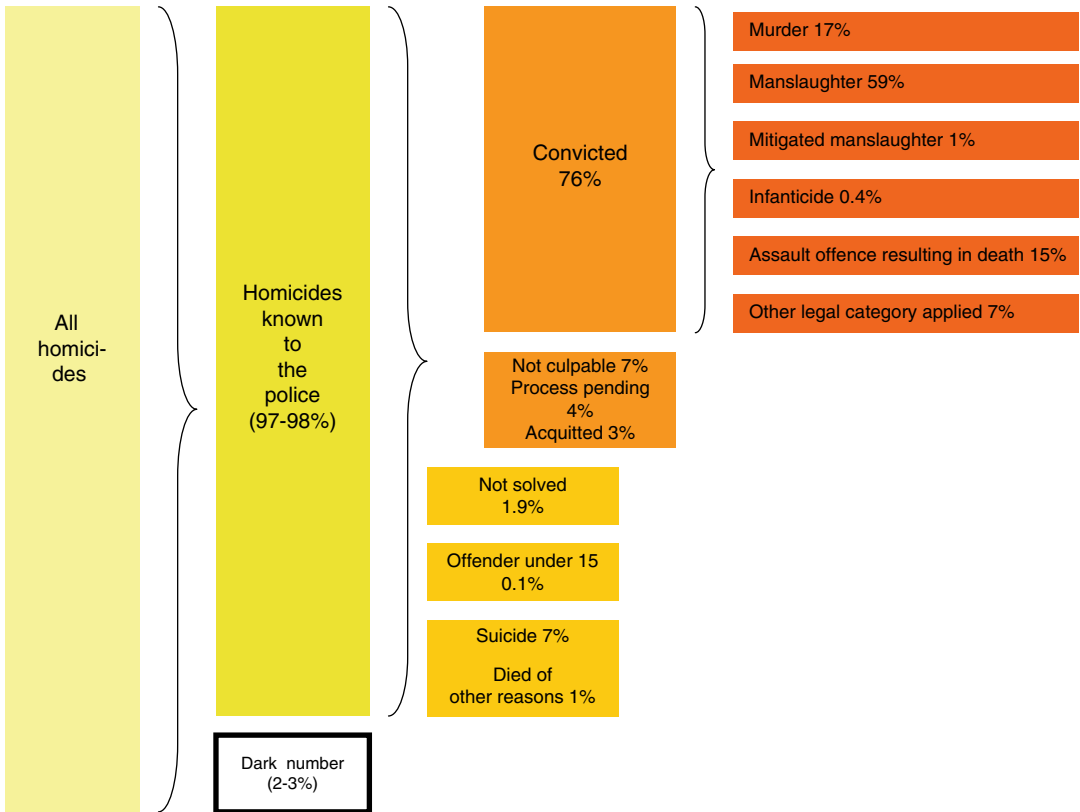 All
homici-
des
Homicides
known
to
the
police
(97-98%)
Dark number
(2-3%)
Convicted
76%
Not culpable 7%
Process pending
4%
Acquitted 3%
Not solved
1.9%
Offender under 15
0.1%
Suicide 7%
Died of
other reasons 1%
Murder 17%
Manslaughter 59%
Mitigated manslaughter 1%
Infanticide 0.4%
Assault offence resulting in death 15%
Other legal category applied 7%